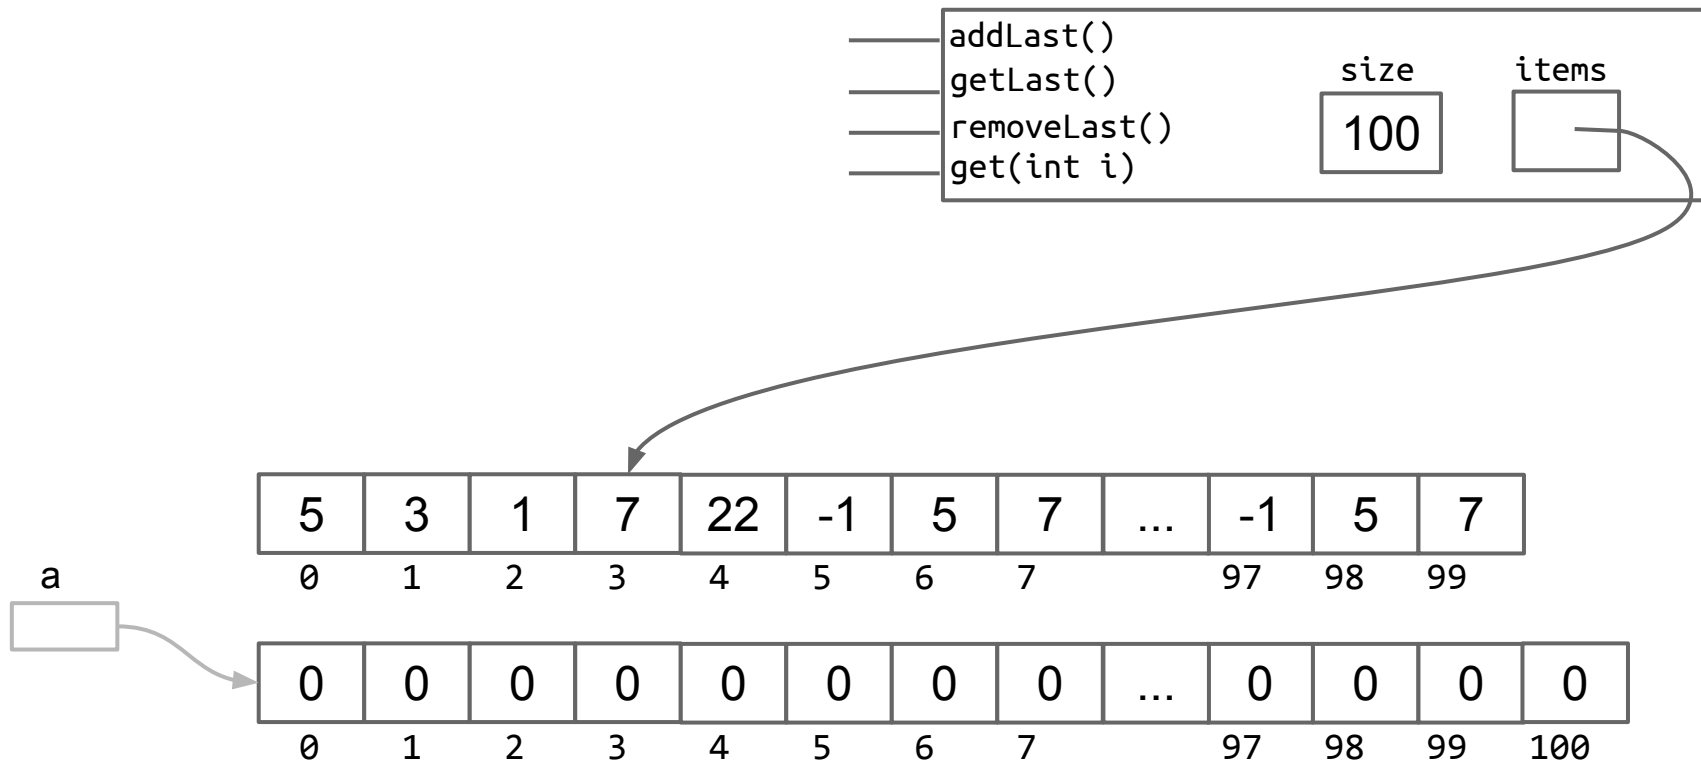 addLast()
getLast()
removeLast()
get(int i)
size
items
100
5 3 1 7 22 -1 5 7 ... -1 5 7
0 1 2 3 4 5 6 7 97 98 99
a
0 0 0 0 0 0 0 0 ... 0 0 0 0
0 1 2 3 4 5 6 7 97 98 99 100